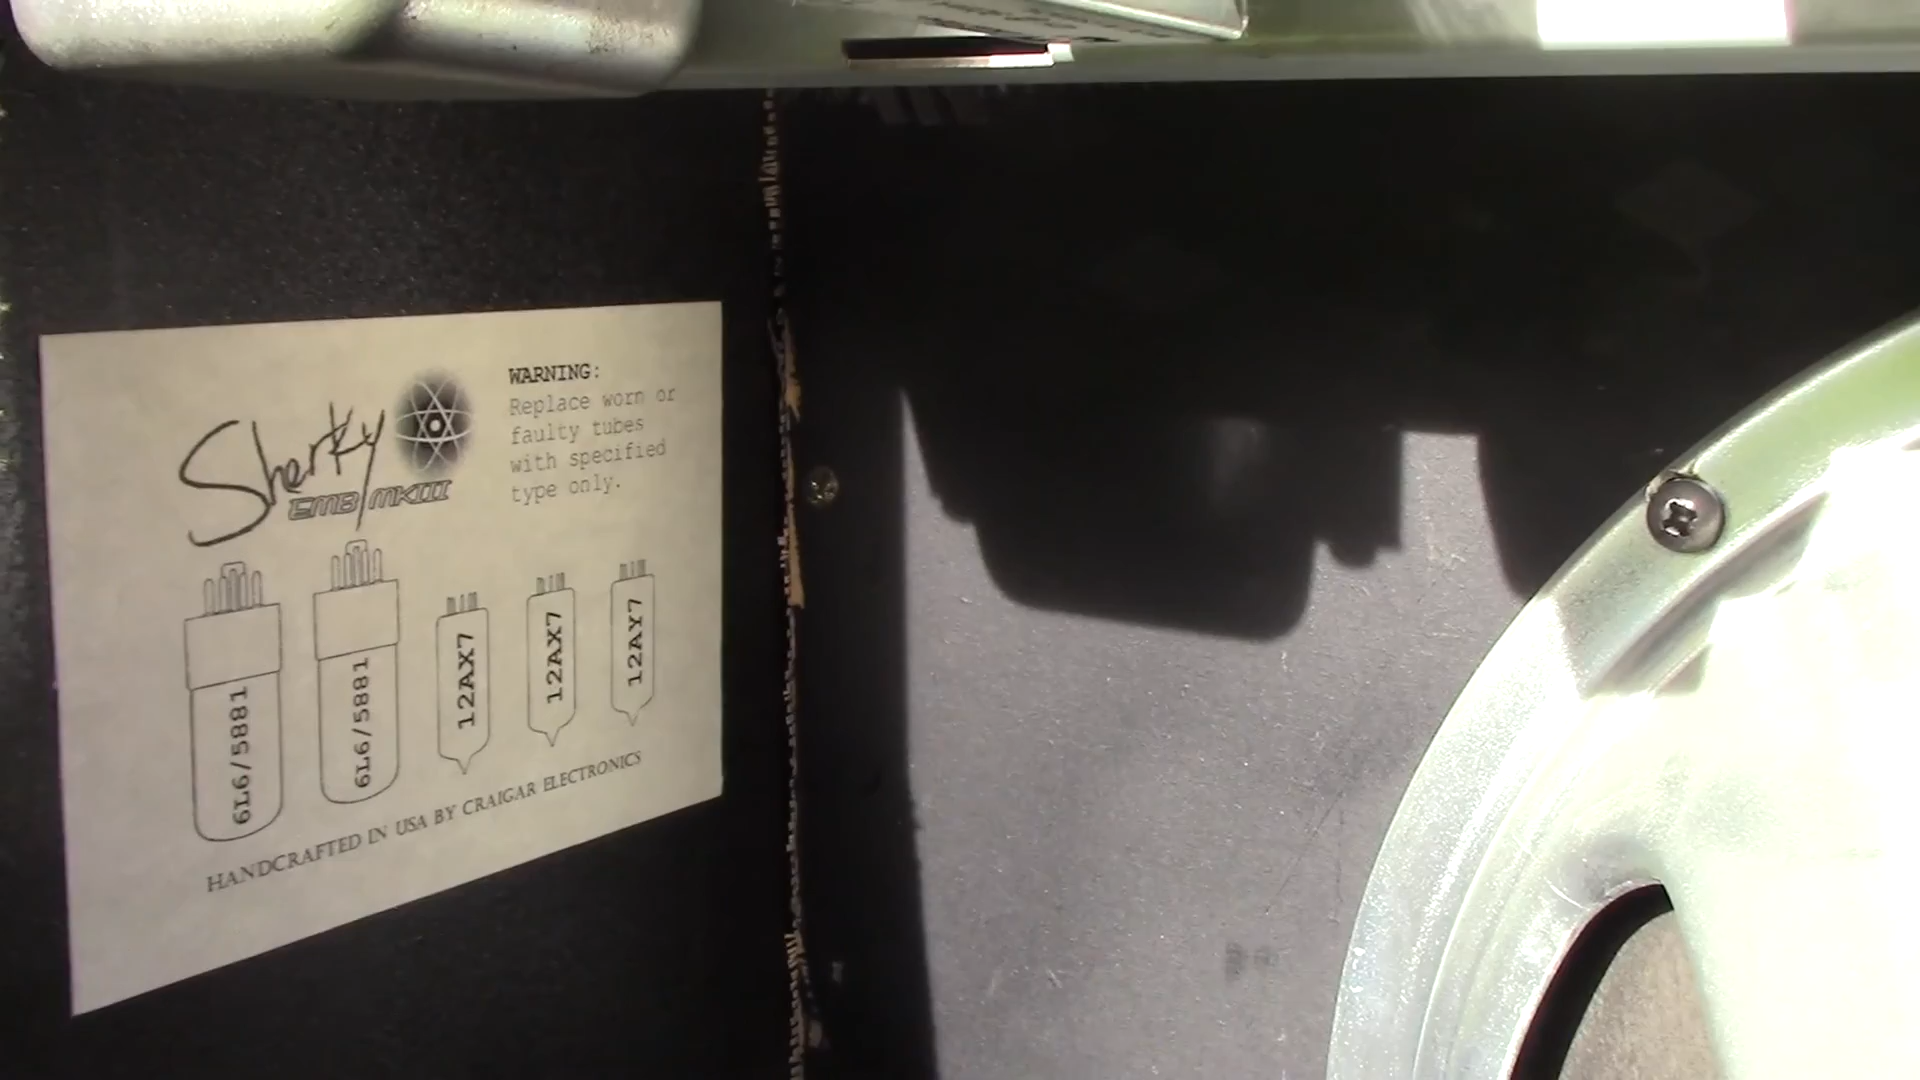 Sharky
EMB MKIII
WARNING:
Replace worn or
faulty tubes
with specified
type only.
6L6/5881
6L6/5881
12AX7
12AX7
12AY7
HANDCRAFTED IN USA BY CRAIGAR ELECTRONICS